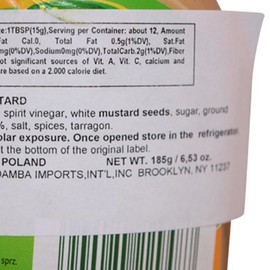 e:1TBSP(15g),Serving per Container: about 12, Amount
Fat Cal.0, Total Fat 0.5g(1%DV), Sat.Fat
mg(0%DV),Sodium0mg(0%DV),TotalCarb.2g(1%DV),Fiber
ot significant sources of Vit A, Vit. C, calcium and
re based on a 2.000 calorie diet.
TARD
spirit vinegar, white mustard seeds, sugar, ground
%, salt, spices, tarragon.
olar exposure. Once opened store in the refrigerator.
t the bottom of the original label.
POLAND NET WT. 185g / 6,53 oz.
DAMBA IMPORTS,INT'L,INC BROOKLYN, NY 11237
sprz.